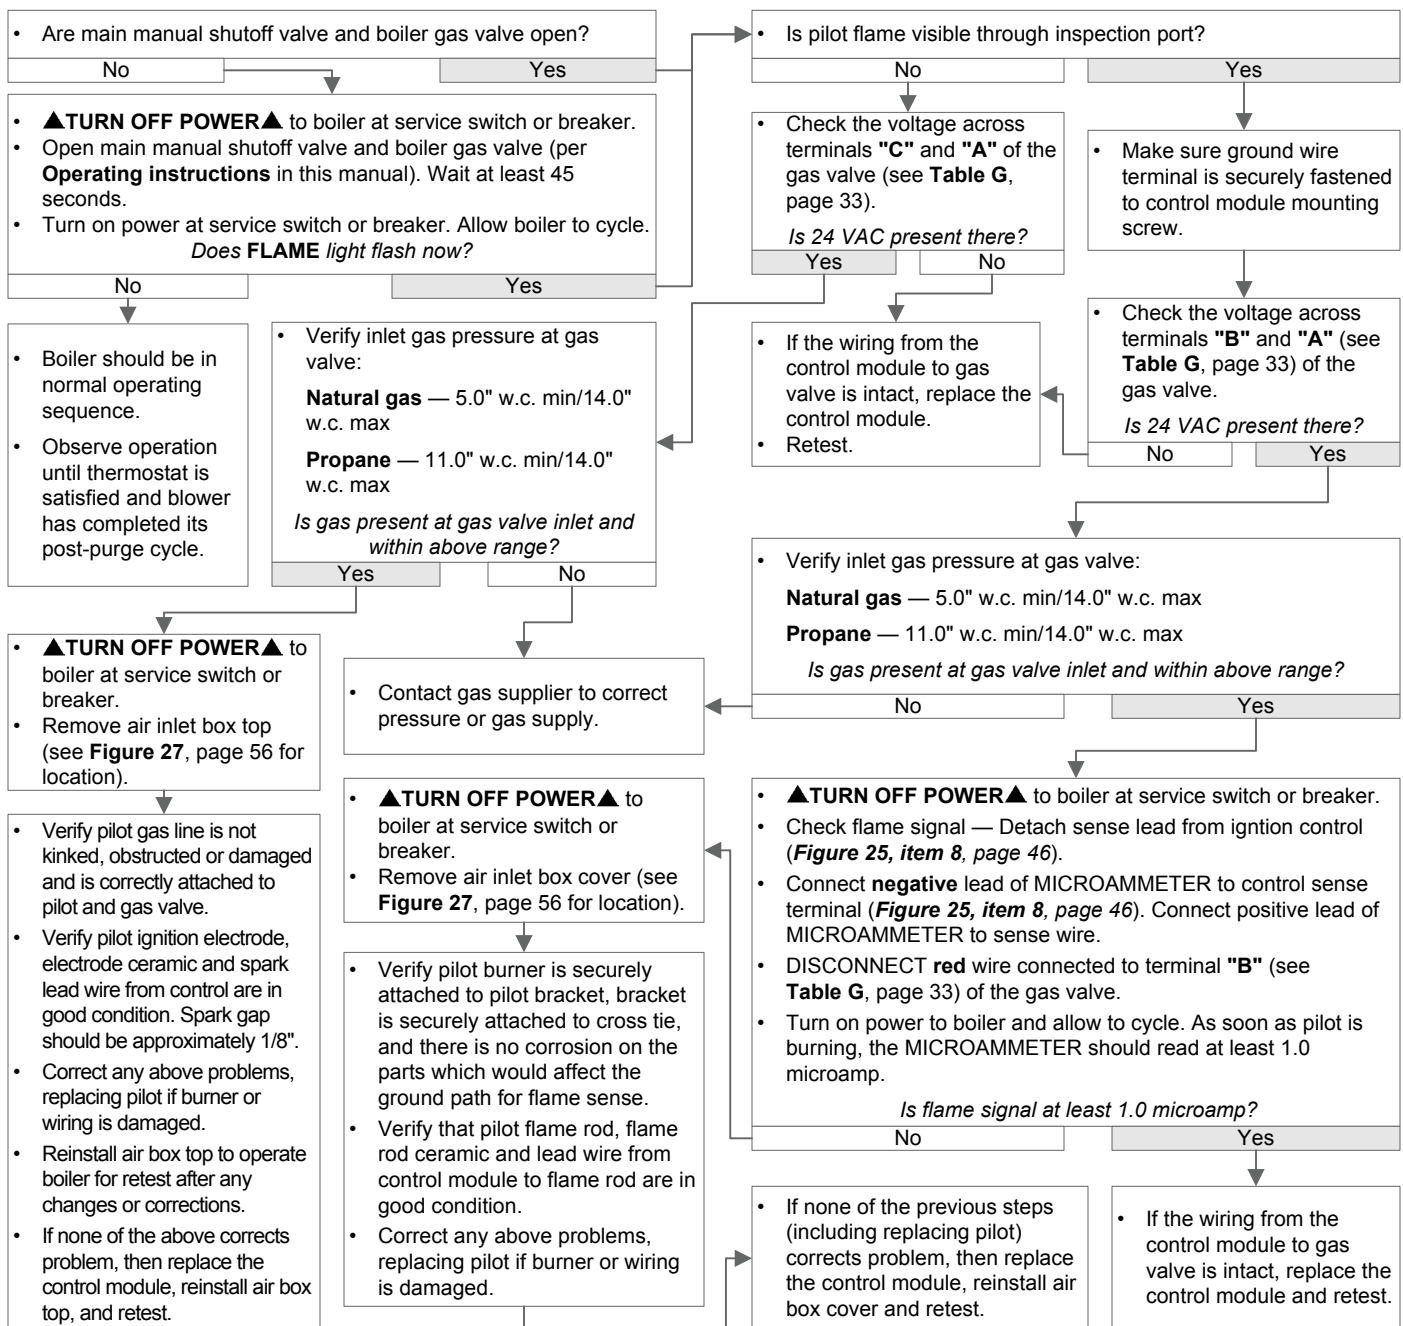 • Are main manual shutoff valve and boiler gas valve open?
No
Yes
• ▲TURN OFF POWER▲ to boiler at service switch or breaker.
• Open main manual shutoff valve and boiler gas valve (per
Operating instructions in this manual). Wait at least 45
seconds.
• Turn on power at service switch or breaker. Allow boiler to cycle.
Does FLAME light flash now?
No
Yes
• Boiler should be in
normal operating
sequence.
• Observe operation
until thermostat is
satisfied and blower
has completed its
post-purge cycle.
• Verify inlet gas pressure at gas
valve:
Natural gas — 5.0" w.c. min/14.0"
w.c. max
Propane — 11.0" w.c. min/14.0"
w.c. max
Is gas present at gas valve inlet and
within above range?
Yes
No
• ▲TURN OFF POWER▲ to
boiler at service switch or
breaker.
• Remove air inlet box top
(see Figure 27, page 56 for
location).
• Verify pilot gas line is not
kinked, obstructed or damaged
and is correctly attached to
pilot and gas valve.
• Verify pilot ignition electrode,
electrode ceramic and spark
lead wire from control are in
good condition. Spark gap
should be approximately 1/8".
• Correct any above problems,
replacing pilot if burner or
wiring is damaged.
• Reinstall air box top to operate
boiler for retest after any
changes or corrections.
• If none of the above corrects
problem, then replace the
control module, reinstall air box
top, and retest.
• Contact gas supplier to correct
pressure or gas supply.
• ▲TURN OFF POWER▲ to
boiler at service switch or
breaker.
• Remove air inlet box cover (see
Figure 27, page 56 for location).
• Verify pilot burner is securely
attached to pilot bracket, bracket
is securely attached to cross tie,
and there is no corrosion on the
parts which would affect the
ground path for flame sense.
• Verify that pilot flame rod, flame
rod ceramic and lead wire from
control module to flame rod are in
good condition.
• Correct any above problems,
replacing pilot if burner or wiring
is damaged.
• Is pilot flame visible through inspection port?
No
Yes
• Check the voltage across
terminals "C" and "A" of the
gas valve (see Table G,
page 33).
Is 24 VAC present there?
Yes
No
• If the wiring from the
control module to gas
valve is intact, replace the
control module.
• Retest.
• Make sure ground wire
terminal is securely fastened
to control module mounting
screw.
• Check the voltage across
terminals "B" and "A" (see
Table G, page 33) of the
gas valve.
Is 24 VAC present there?
No
Yes
• Verify inlet gas pressure at gas valve:
Natural gas — 5.0" w.c. min/14.0" w.c. max
Propane — 11.0" w.c. min/14.0" w.c. max
Is gas present at gas valve inlet and within above range?
No
Yes
• ▲TURN OFF POWER▲ to boiler at service switch or breaker.
• Check flame signal — Detach sense lead from igntion control
(Figure 25, item 8, page 46).
• Connect negative lead of MICROAMMETER to control sense
terminal (Figure 25, item 8, page 46). Connect positive lead of
MICROAMMETER to sense wire.
• DISCONNECT red wire connected to terminal "B" (see
Table G, page 33) of the gas valve.
• Turn on power to boiler and allow to cycle. As soon as pilot is
burning, the MICROAMMETER should read at least 1.0
microamp.
Is flame signal at least 1.0 microamp?
No
Yes
• If none of the previous steps
(including replacing pilot)
corrects problem, then replace
the control module, reinstall air
box cover and retest.
• If the wiring from the
control module to gas
valve is intact, replace the
control module and retest.